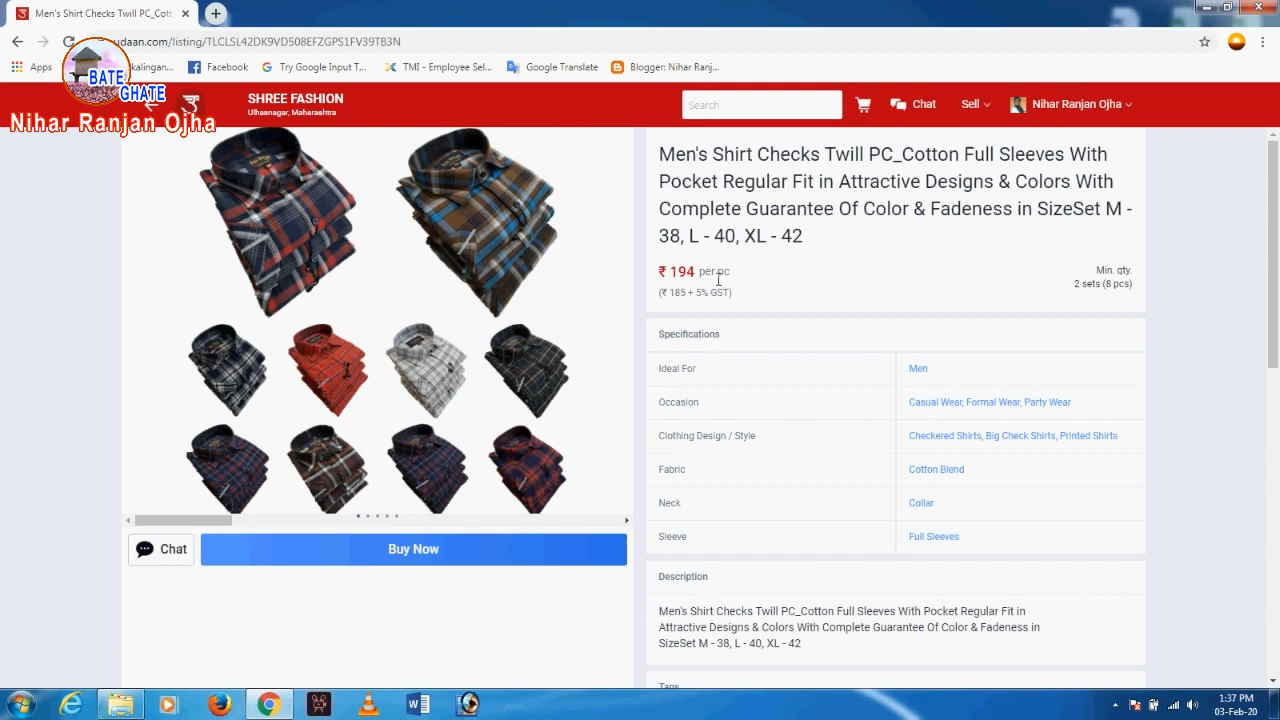 Men's Shirt Checks Twill PC_Cott
udaan.com/listing/TLCLSL42DK9VD508EFZGPS1FV39TB3N
Apps
kalingan...
Facebook
Try Google Input T...
TMI – Employee Sel...
Google Translate
Blogger: Nihar Ranj...
BATE
GHATE
Nihar Ranjan Ojha
SHREE FASHION
Ulhasnagar, Maharashtra
Search
Chat
Sell
Nihar Ranjan Ojha
Men's Shirt Checks Twill PC_Cotton Full Sleeves With
Pocket Regular Fit in Attractive Designs & Colors With
Complete Guarantee Of Color & Fadeness in SizeSet M -
38, L - 40, XL - 42
₹ 194 per pc
(₹ 185 + 5% GST)
Min. qty.
2 sets (8 pcs)
Specifications
Ideal For
Men
Occasion
Casual Wear, Formal Wear, Party Wear
Clothing Design / Style
Checkered Shirts, Big Check Shirts, Printed Shirts
Fabric
Cotton Blend
Neck
Collar
Sleeve
Full Sleeves
Chat
Buy Now
Description
Men's Shirt Checks Twill PC_Cotton Full Sleeves With Pocket Regular Fit in
Attractive Designs & Colors With Complete Guarantee Of Color & Fadeness in
SizeSet M - 38, L - 40, XL - 42
Tags
1:37 PM
03-Feb-20